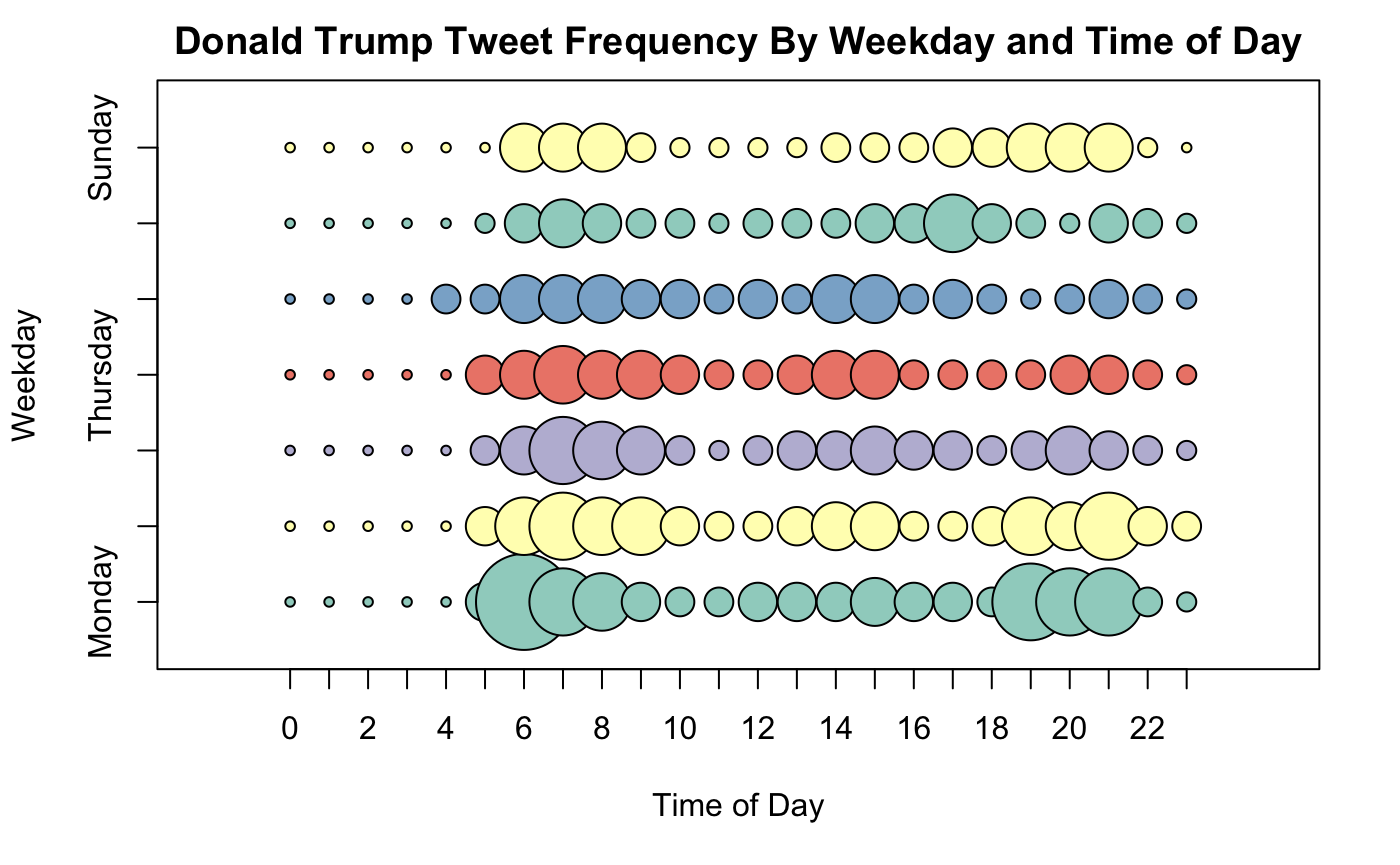 Donald Trump Tweet Frequency By Weekday and Time of Day
Weekday
Sunday
Thursday
Monday
0 2 4 6 8 10 12 14 16 18 20 22
Time of Day